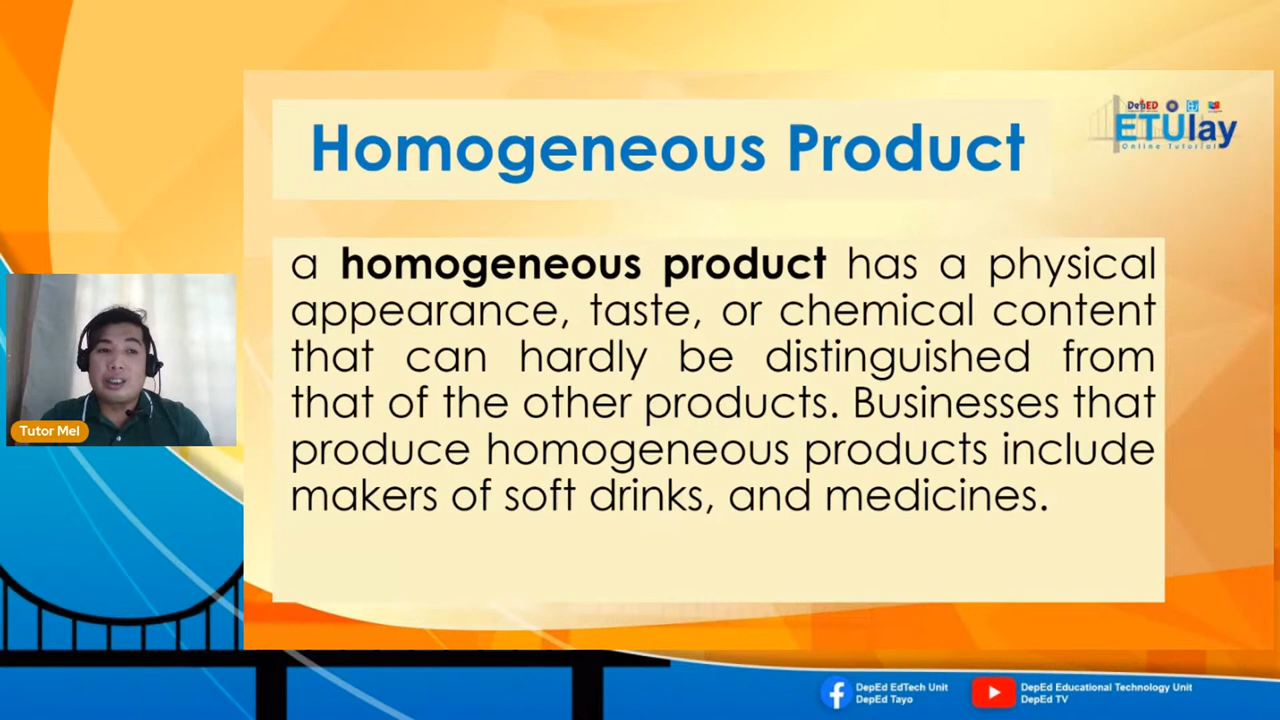 Homogeneous Product
DepED
ETUlay
Online Tutorial
a homogeneous product has a physical
appearance, taste, or chemical content
that can hardly be distinguished from
that of the other products. Businesses that
produce homogeneous products include
makers of soft drinks, and medicines.
Tutor Mel
DepEd EdTech Unit
DepEd Tayo
DepEd Educational Technology Unit
DepEd TV